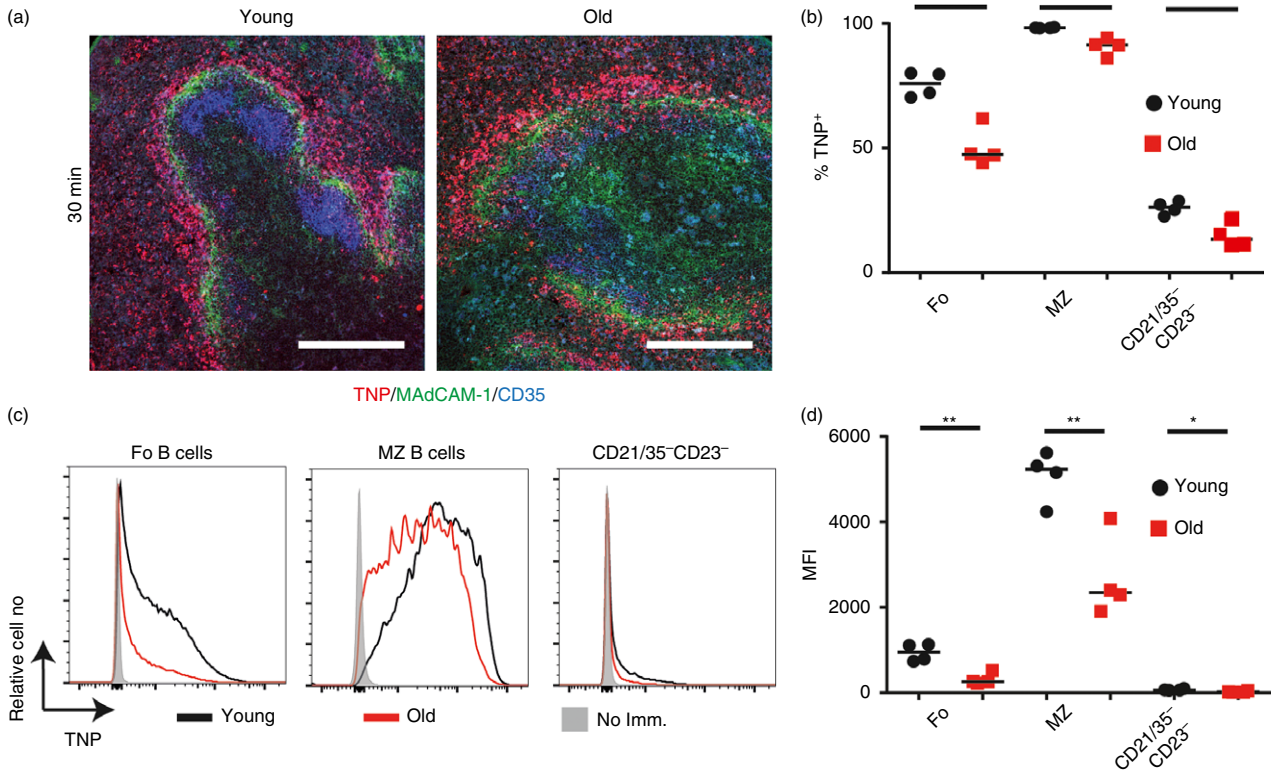 (a)
Young
Old
30 min
TNP/MAdCAM-1/CD35
(b)
% TNP⁺
100
50
0
Young
Old
Fo
MZ
CD21/35⁻
CD23⁻
(c)
Fo B cells
MZ B cells
CD21/35⁻CD23⁻
Relative cell no
TNP
Young
Old
No Imm.
(d)
MFI
6000
4000
2000
0
**
**
*
Young
Old
Fo
MZ
CD21/35⁻
CD23⁻